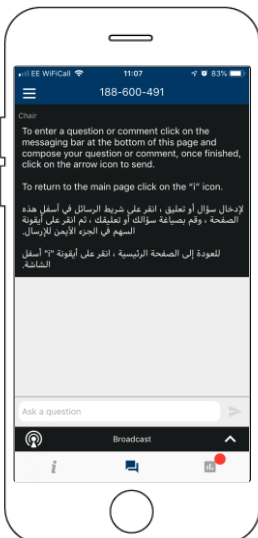 EE WiFiCall 11:07 83%
188-600-491
Chair
To enter a question or comment click on the
messaging bar at the bottom of this page and
compose your question or comment, once finished,
click on the arrow icon to send.
To return to the main page click on the "i" icon.
لإدخال سؤال أو تعليق ، انقر على شريط الرسائل في أسفل هذه
الصفحة ، وقم بصياغة سؤالك أو تعليقك ، ثم انقر على أيقونة
السهم في الجزء الأيمن للإرسال.
للعودة إلى الصفحة الرئيسية ، انقر على أيقونة "i" أسفل
الشاشة.
Ask a question
Broadcast
i